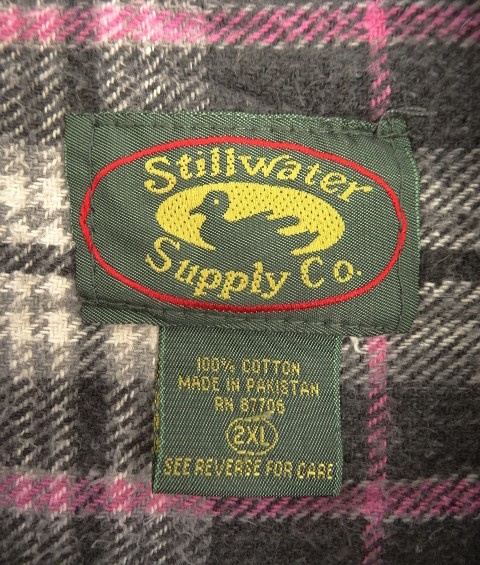 Stillwater
Supply Co.
100% COTTON
MADE IN PAKISTAN
RN 87706
2XL
SEE REVERSE FOR CARE